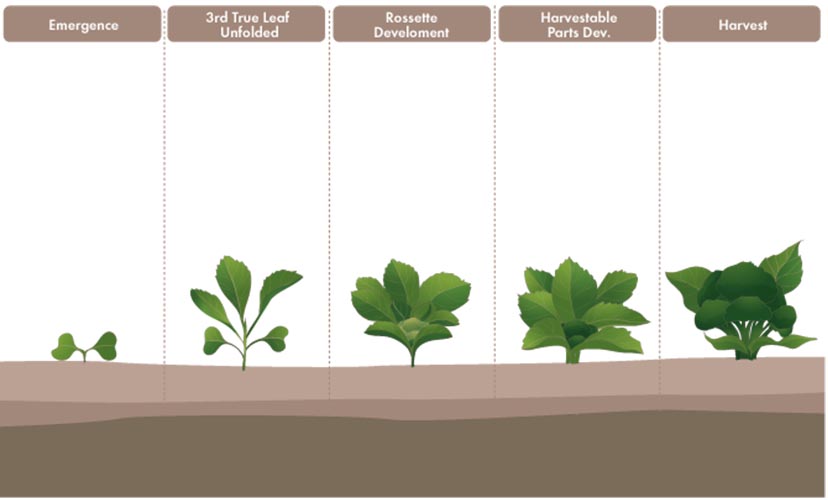 Emergence
3rd True Leaf
Unfolded
Rossette
Develoment
Harvestable
Parts Dev.
Harvest